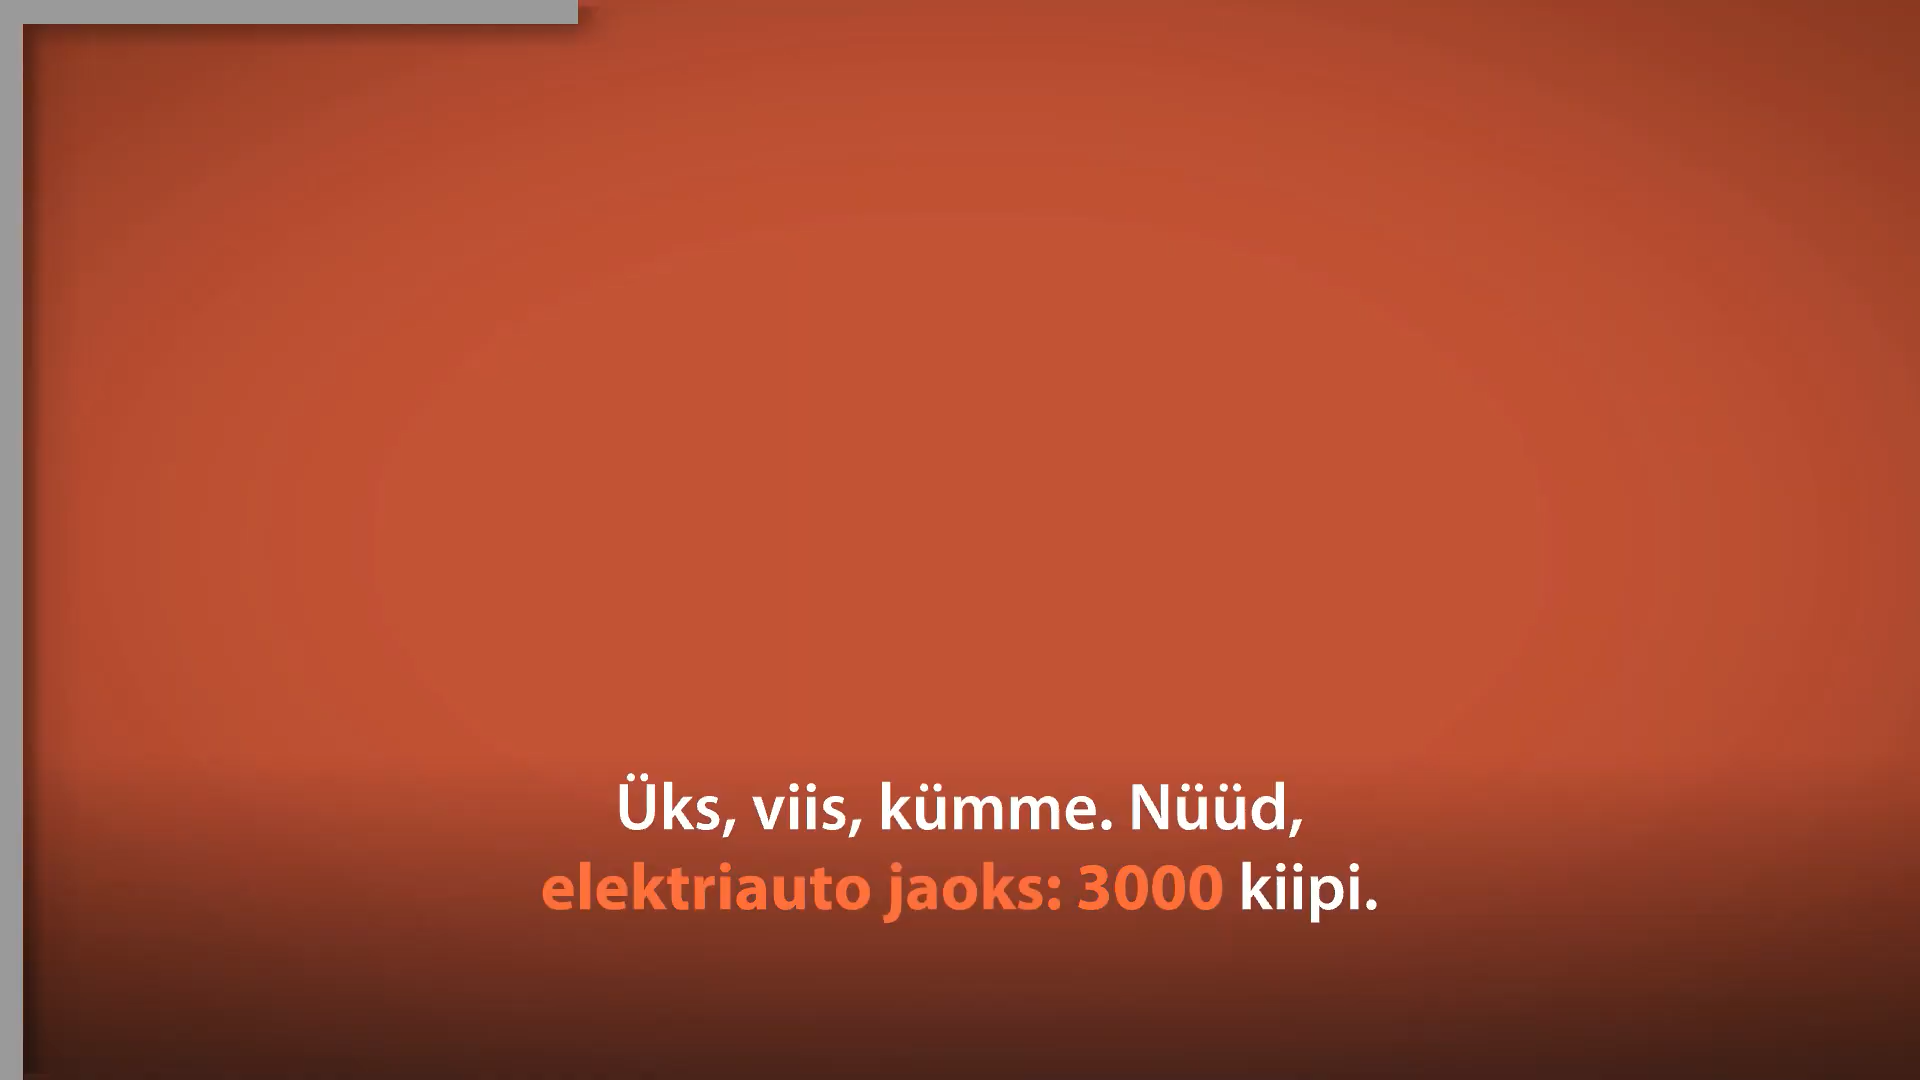 Üks, viis, kümme. Nüüd,
elektriauto jaoks: 3000 kiipi.